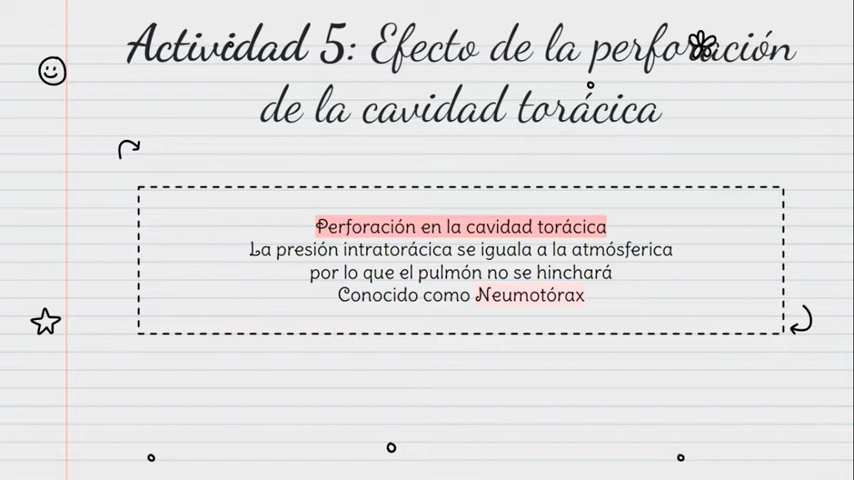 Actividad 5: Efecto de la perforación
de la cavidad torácica
Perforación en la cavidad torácica
La presión intratorácica se iguala a la atmósferica
por lo que el pulmón no se hinchará
Conocido como Neumotórax